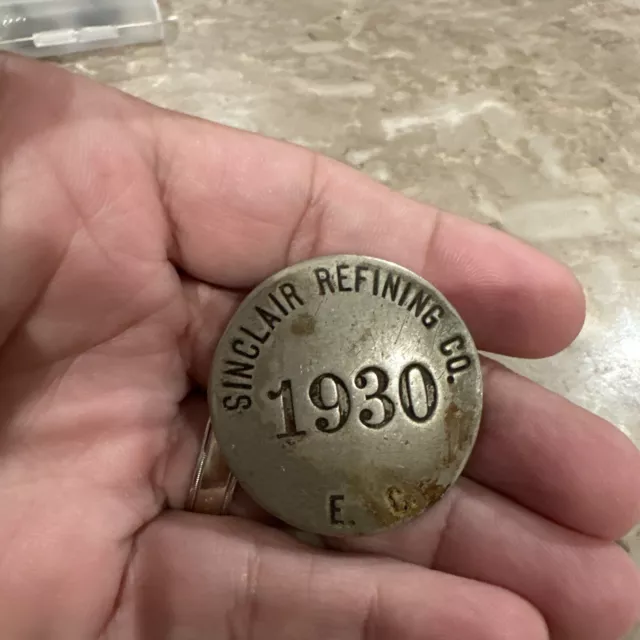 SINCLAIR REFINING CO.
1930
E. C.